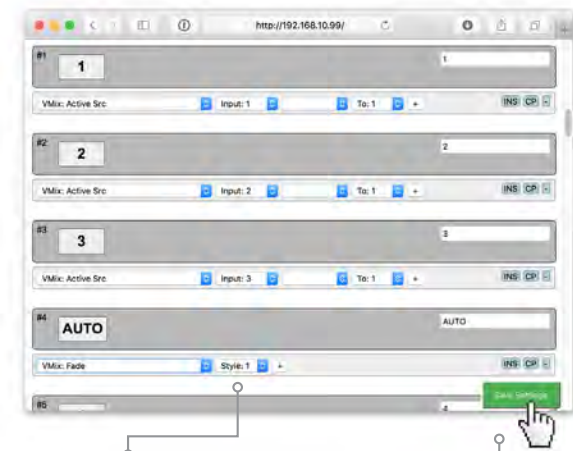 http://192.168.10.99/
#1 1 1
VMix: Active Src Input: 1 To: 1 + INS CP -
#2 2 2
VMix: Active Src Input: 2 To: 1 + INS CP -
#3 3 3
VMix: Active Src Input: 3 To: 1 + INS CP -
#4 AUTO AUTO
VMix: Fade Style: 1 + INS CP -
#5
Save Settings